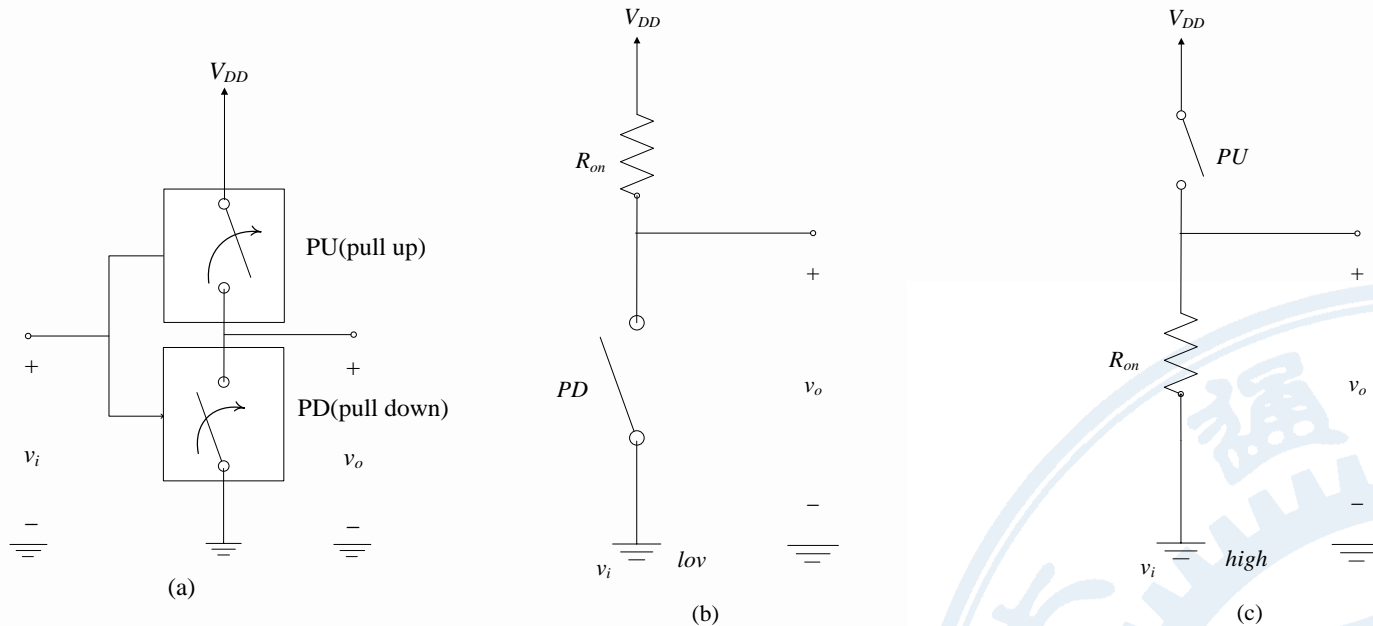 V_DD
PU(pull up)
+
+
PD(pull down)
v_i
v_o
−
−
(a)
V_DD
R_on
+
PD
v_o
−
v_i lov
(b)
V_DD
PU
+
R_on
v_o
−
v_i high
(c)